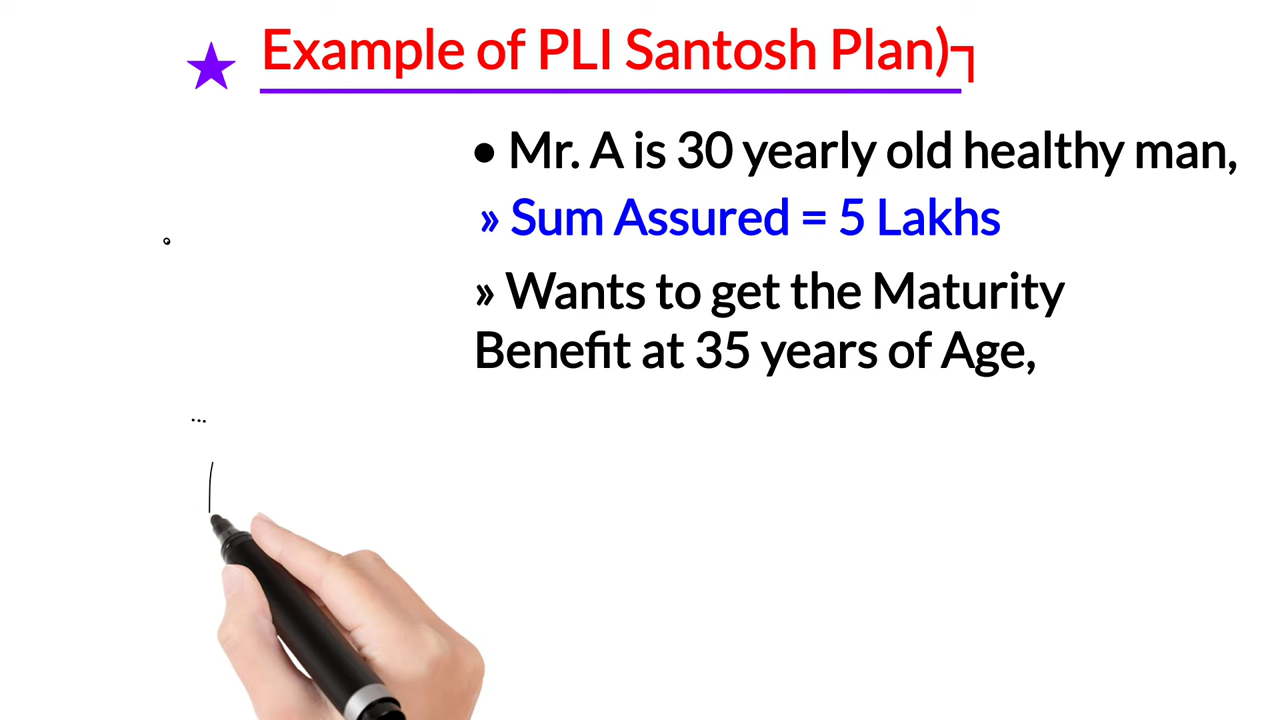 Example of PLI Santosh Plan)┐
• Mr. A is 30 yearly old healthy man,
» Sum Assured = 5 Lakhs
» Wants to get the Maturity
Benefit at 35 years of Age,
...